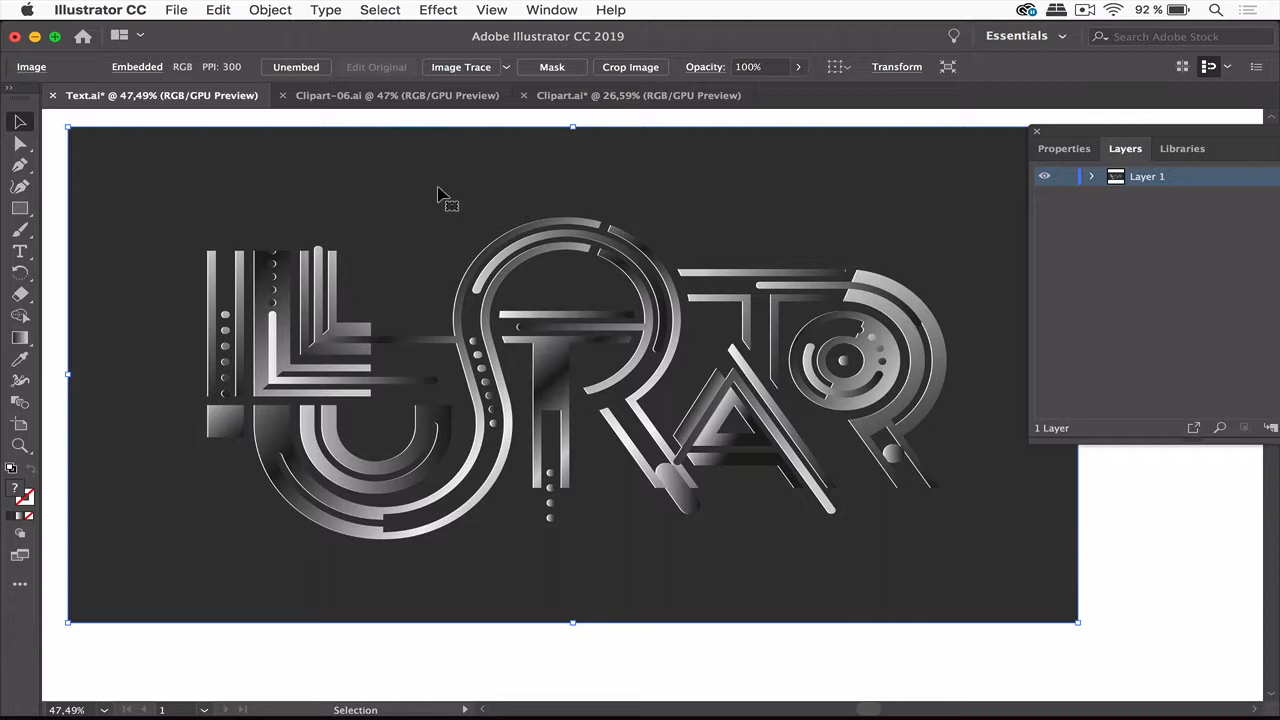 Illustrator CC File Edit Object Type Select Effect View Window Help 92 %
Adobe Illustrator CC 2019 Essentials Search Adobe Stock
Image Embedded RGB PPI: 300 Unembed Edit Original Image Trace Mask Crop Image Opacity: 100% Transform
Text.ai* @ 47,49% (RGB/GPU Preview) Clipart-06.ai @ 47% (RGB/GPU Preview) Clipart.ai* @ 26,59% (RGB/GPU Preview)
Properties Layers Libraries
Layer 1
ILLUSTRATOR
1 Layer
47,49% 1 Selection